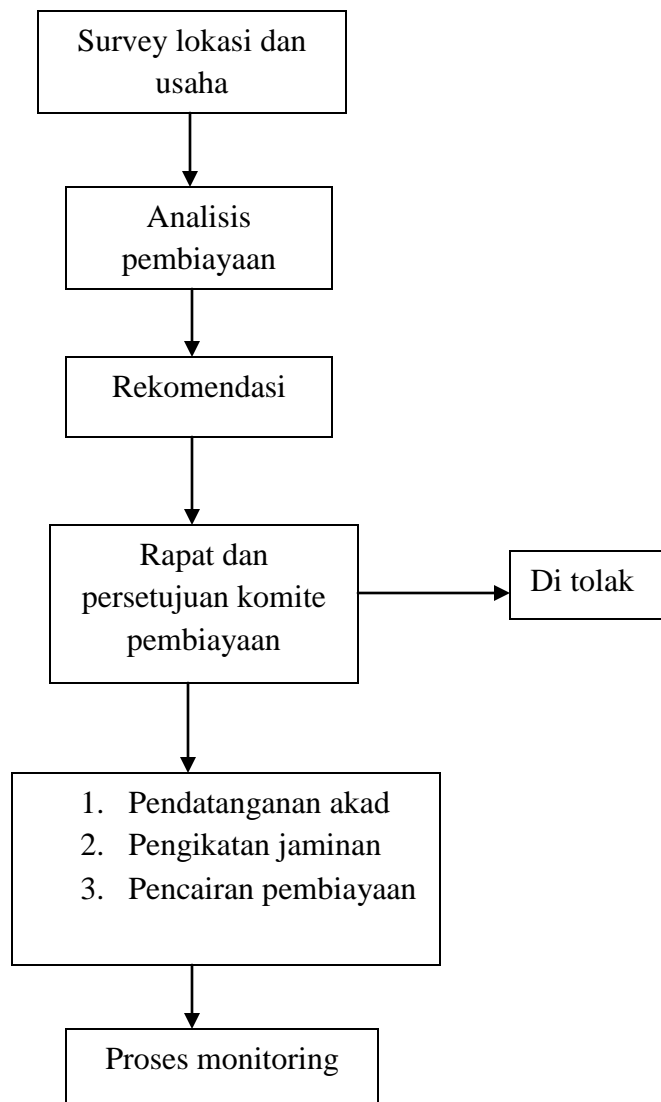 Survey lokasi dan
usaha
Analisis
pembiayaan
Rekomendasi
Rapat dan
persetujuan komite
pembiayaan
Di tolak
1. Pendatanganan akad
2. Pengikatan jaminan
3. Pencairan pembiayaan
Proses monitoring